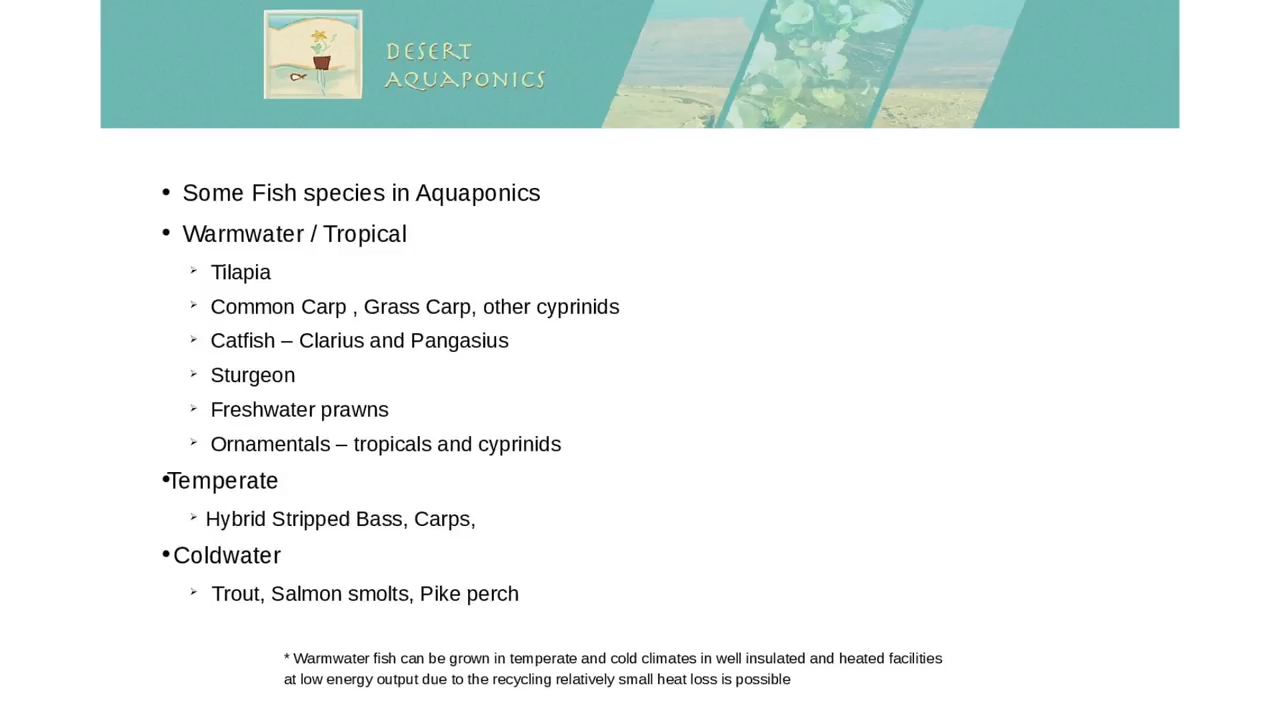 DESERT
AQUAPONICS
• Some Fish species in Aquaponics
• Warmwater / Tropical
➢ Tilapia
➢ Common Carp , Grass Carp, other cyprinids
➢ Catfish – Clarius and Pangasius
➢ Sturgeon
➢ Freshwater prawns
➢ Ornamentals – tropicals and cyprinids
•Temperate
➢ Hybrid Stripped Bass, Carps,
•Coldwater
➢ Trout, Salmon smolts, Pike perch
* Warmwater fish can be grown in temperate and cold climates in well insulated and heated facilities
at low energy output due to the recycling relatively small heat loss is possible